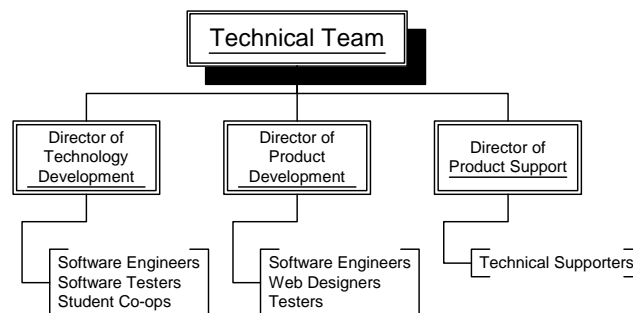 Technical Team
Director of
Technology
Development
Director of
Product
Development
Director of
Product Support
Software Engineers
Software Testers
Student Co-ops
Software Engineers
Web Designers
Testers
Technical Supporters